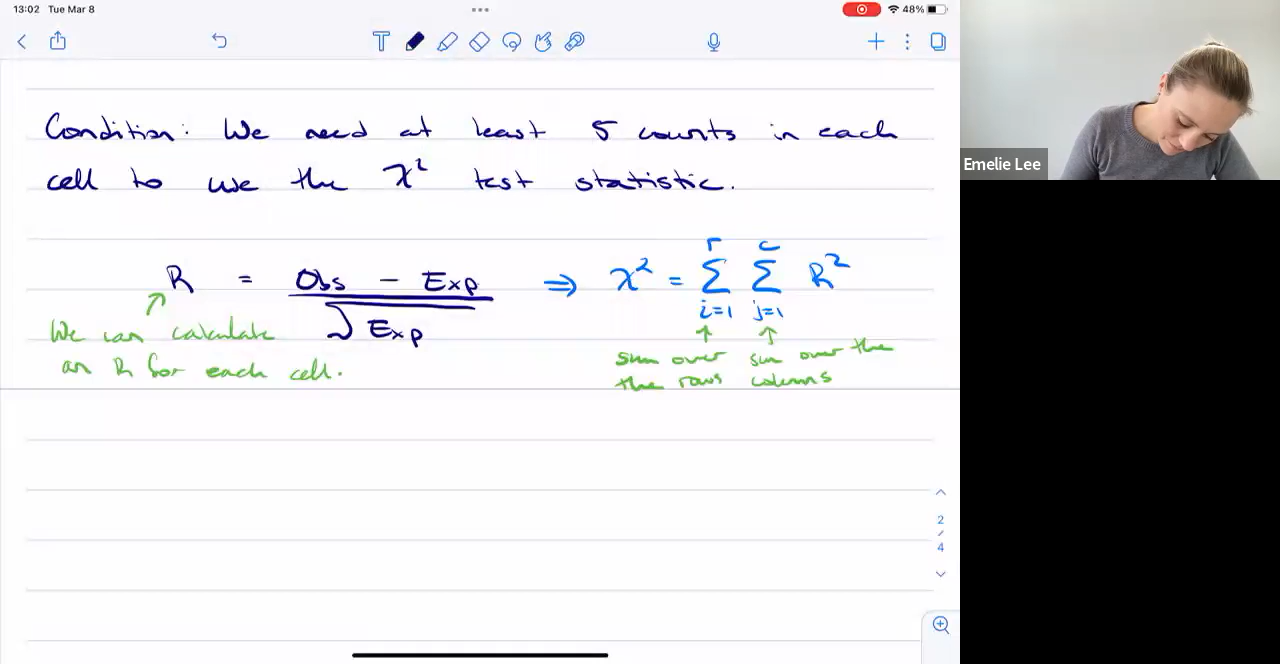 13:02 Tue Mar 8
48%
Condition: We need at least 5 counts in each
cell to use the χ² test statistic.
R = Obs - Exp / √Exp ⇒ χ² = Σ_{i=1}^{r} Σ_{j=1}^{c} R²
We can calculate
an R for each cell.
sum over
the rows
sum over the
columns
2
/
4
Emelie Lee